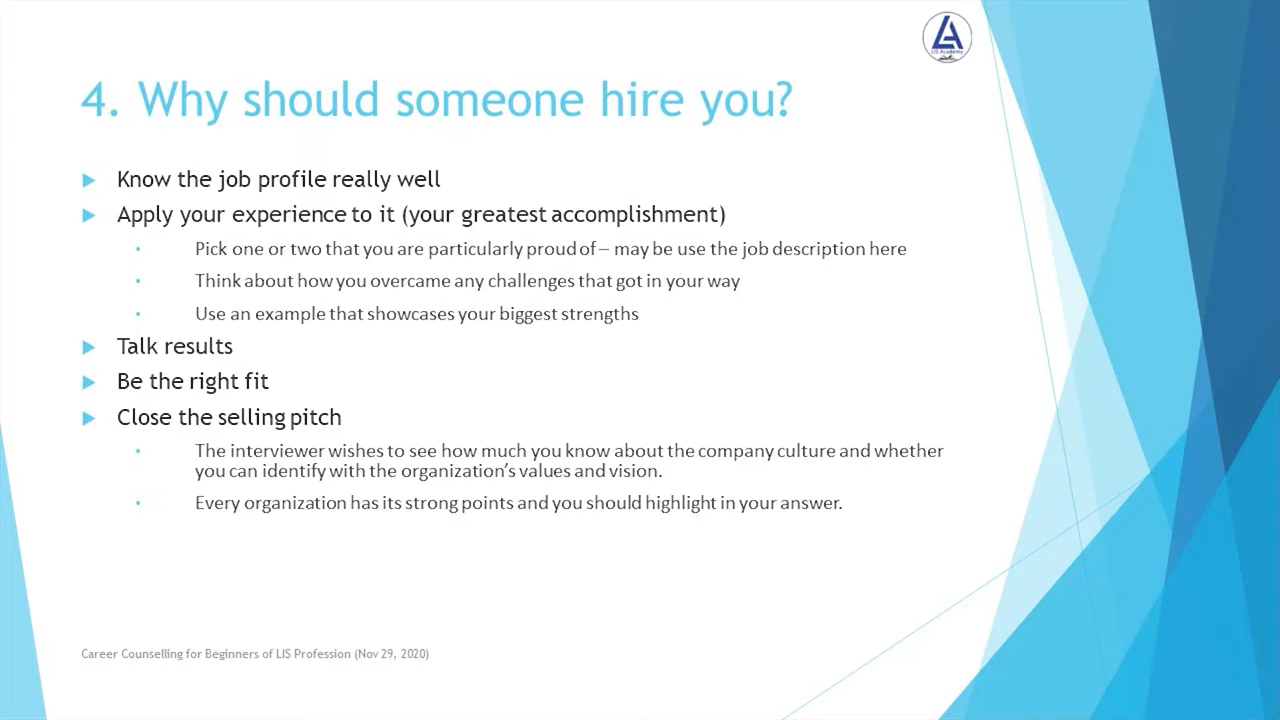 LIS Academy
4. Why should someone hire you?
Know the job profile really well
Apply your experience to it (your greatest accomplishment)
Pick one or two that you are particularly proud of – may be use the job description here
Think about how you overcame any challenges that got in your way
Use an example that showcases your biggest strengths
Talk results
Be the right fit
Close the selling pitch
The interviewer wishes to see how much you know about the company culture and whether
you can identify with the organization’s values and vision.
Every organization has its strong points and you should highlight in your answer.
Career Counselling for Beginners of LIS Profession (Nov 29, 2020)